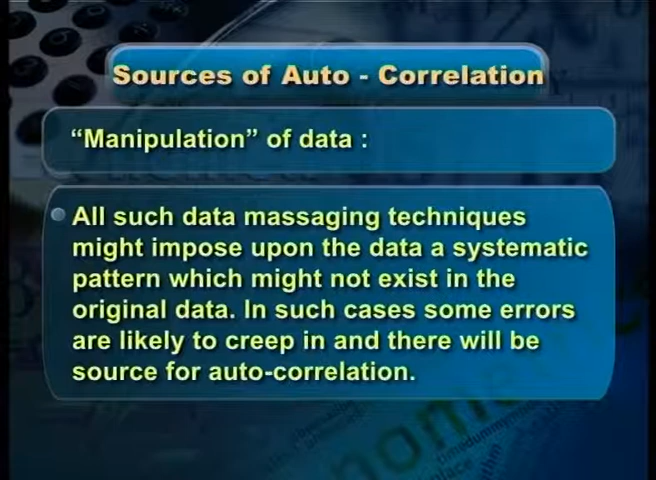 Sources of Auto - Correlation
“Manipulation” of data :
All such data massaging techniques
might impose upon the data a systematic
pattern which might not exist in the
original data. In such cases some errors
are likely to creep in and there will be
source for auto-correlation.